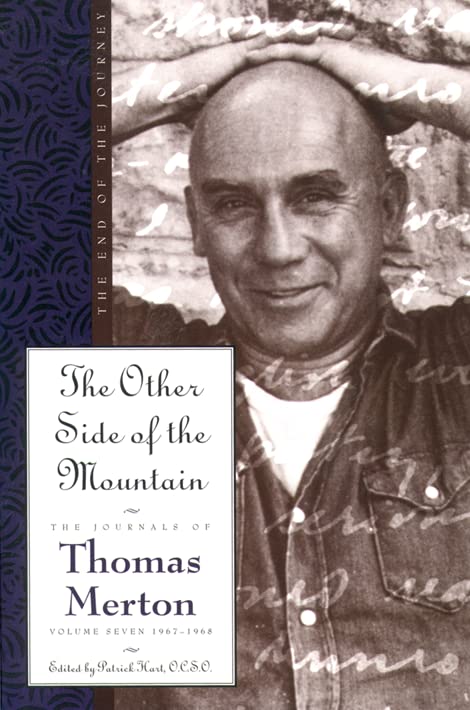 THE END OF THE JOURNEY
The Other
Side of the
Mountain
THE JOURNALS OF
Thomas
Merton
VOLUME SEVEN 1967–1968
Edited by Patrick Hart, O.C.S.O.